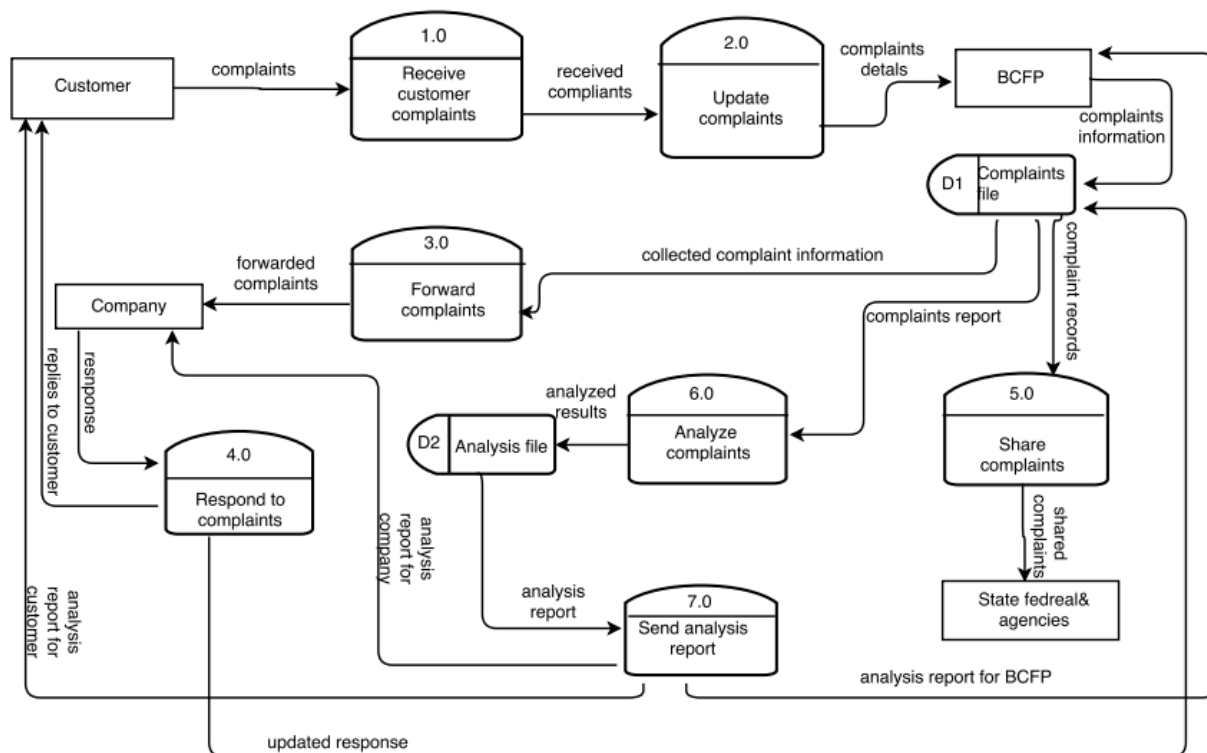 Customer
complaints
1.0
Receive
customer
complaints
received
compliants
2.0
Update
complaints
complaints
detals
BCFP
complaints
information
D1
Complaints
file
collected complaint information
complaints report
complaint records
3.0
Forward
complaints
forwarded
complaints
Company
resnponse
replies to customer
4.0
Respond to
complaints
analysis
report for
company
D2
Analysis file
analyzed
results
6.0
Analyze
complaints
5.0
Share
complaints
shared
complaints
State fedreal&
agencies
analysis
report for
customer
analysis
report
7.0
Send analysis
report
analysis report for BCFP
updated response